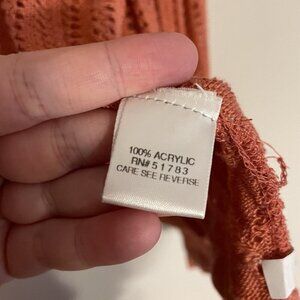 100% ACRYLIC
RN# 51783
CARE SEE REVERSE